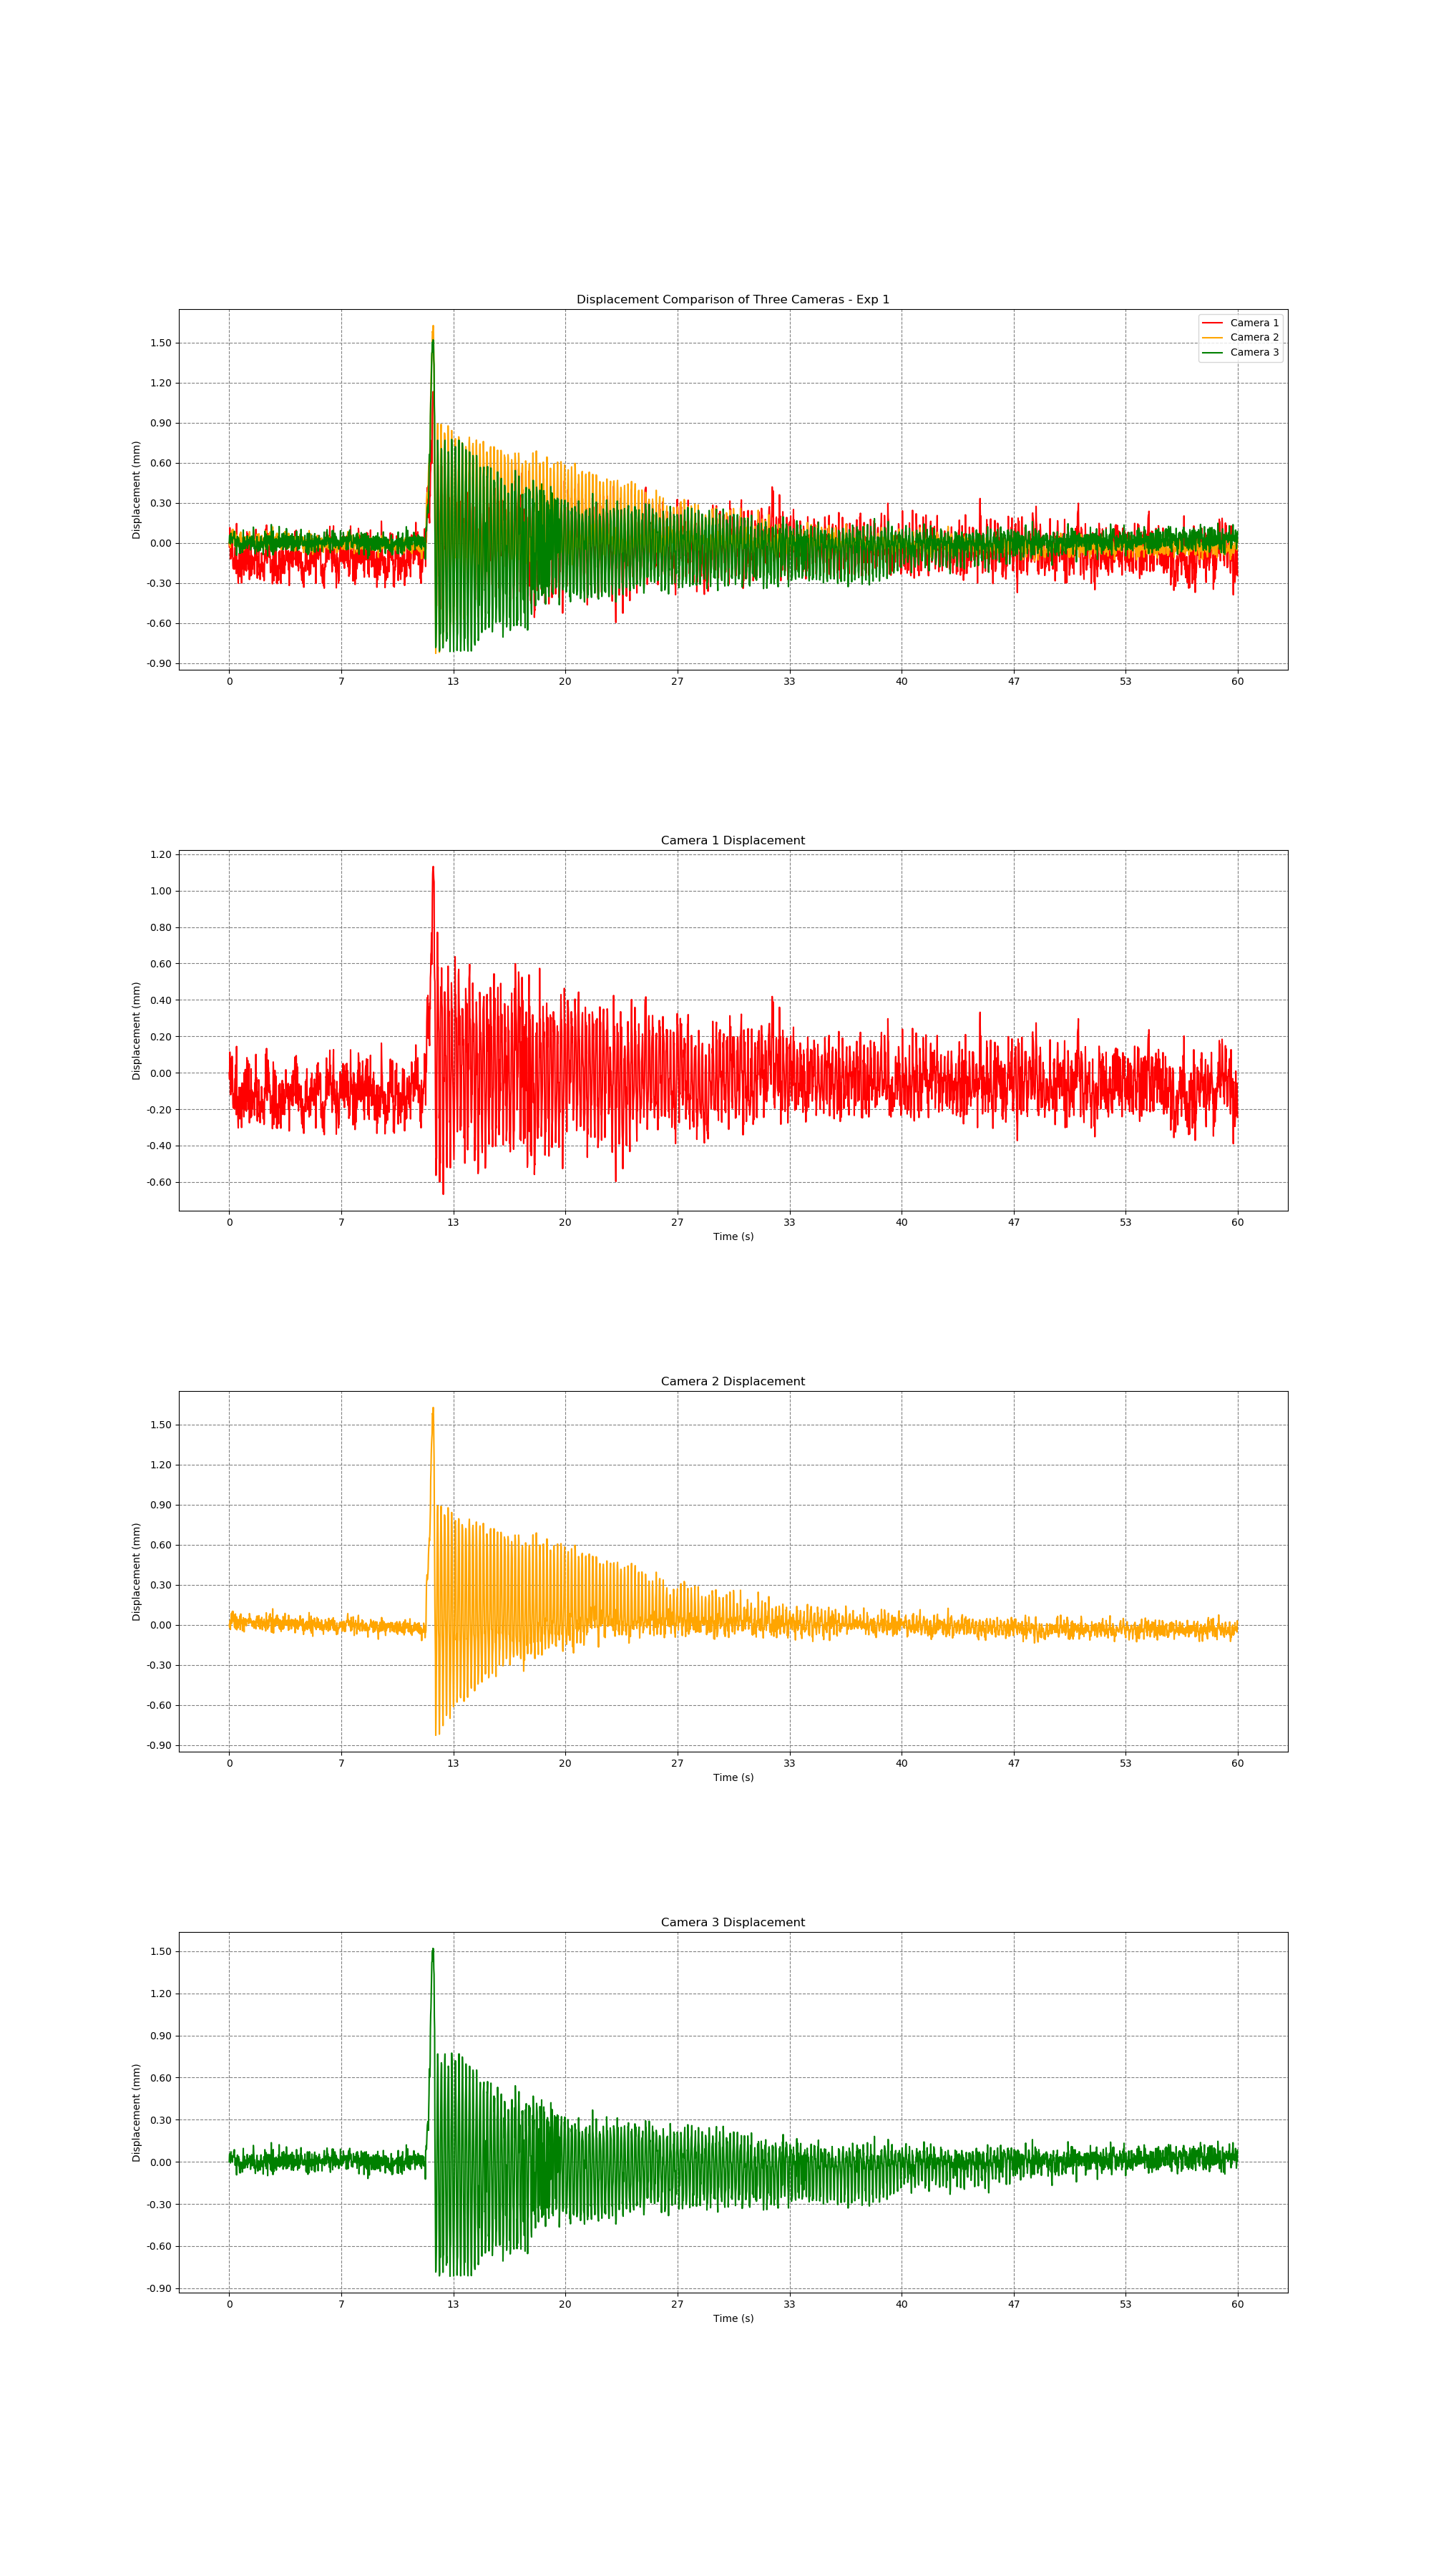 Displacement Comparison of Three Cameras - Exp 1
Camera 1
Camera 2
Camera 3
Displacement (mm)
1.50
1.20
0.90
0.60
0.30
0.00
-0.30
-0.60
-0.90
0 7 13 20 27 33 40 47 53 60
Camera 1 Displacement
Displacement (mm)
1.20
1.00
0.80
0.60
0.40
0.20
0.00
-0.20
-0.40
-0.60
0 7 13 20 27 33 40 47 53 60
Time (s)
Camera 2 Displacement
Displacement (mm)
1.50
1.20
0.90
0.60
0.30
0.00
-0.30
-0.60
-0.90
0 7 13 20 27 33 40 47 53 60
Time (s)
Camera 3 Displacement
Displacement (mm)
1.50
1.20
0.90
0.60
0.30
0.00
-0.30
-0.60
-0.90
0 7 13 20 27 33 40 47 53 60
Time (s)